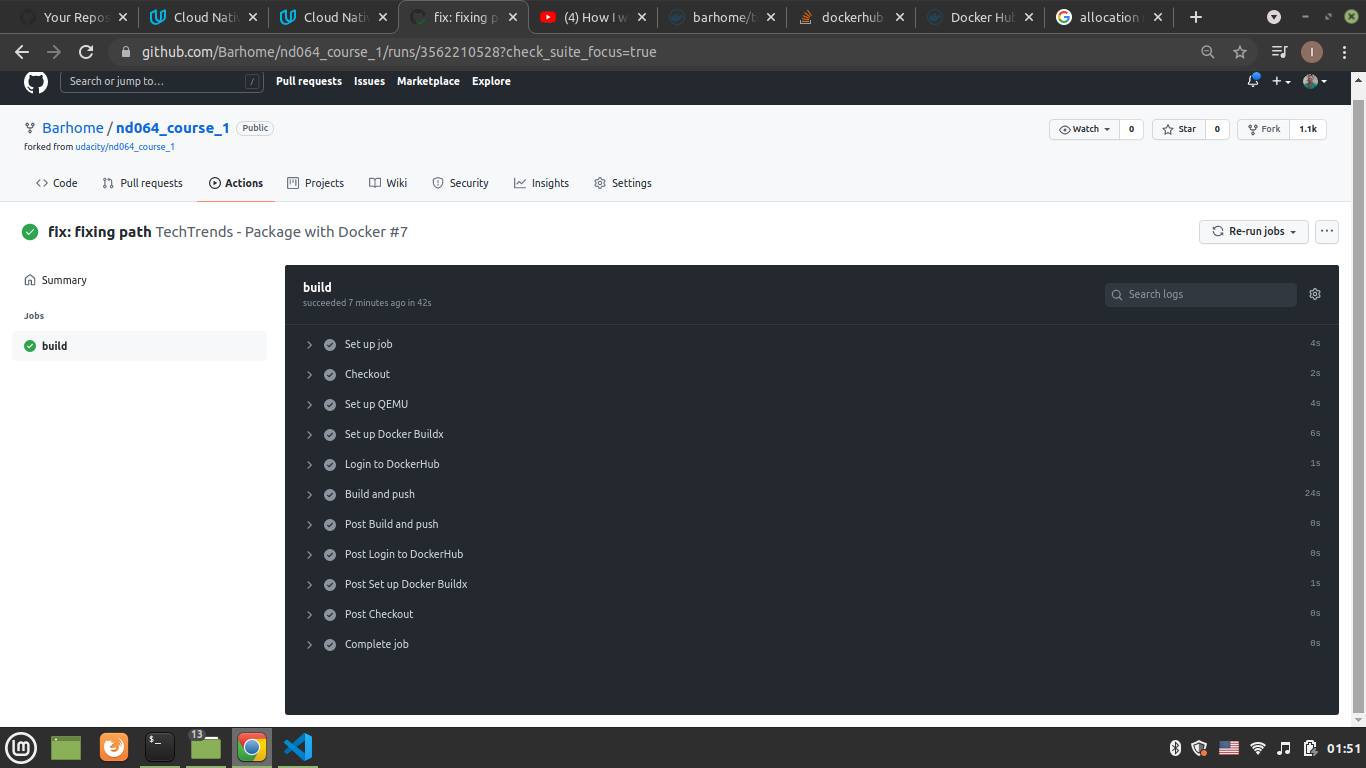 Your Repos
Cloud Nativ
Cloud Nativ
fix: fixing p
(4) How I w
barhome/t
dockerhub
Docker Hub
allocation
github.com/Barhome/nd064_course_1/runs/3562210528?check_suite_focus=true
I
Search or jump to…
/
Pull requests
Issues
Marketplace
Explore
Barhome / nd064_course_1
Public
forked from udacity/nd064_course_1
Watch
0
Star
0
Fork
1.1k
Code
Pull requests
Actions
Projects
Wiki
Security
Insights
Settings
fix: fixing path TechTrends - Package with Docker #7
Re-run jobs
Summary
Jobs
build
build
succeeded 7 minutes ago in 42s
Search logs
Set up job 4s
Checkout 2s
Set up QEMU 4s
Set up Docker Buildx 6s
Login to DockerHub 1s
Build and push 24s
Post Build and push 0s
Post Login to DockerHub 0s
Post Set up Docker Buildx 1s
Post Checkout 0s
Complete job 0s
13
01:51